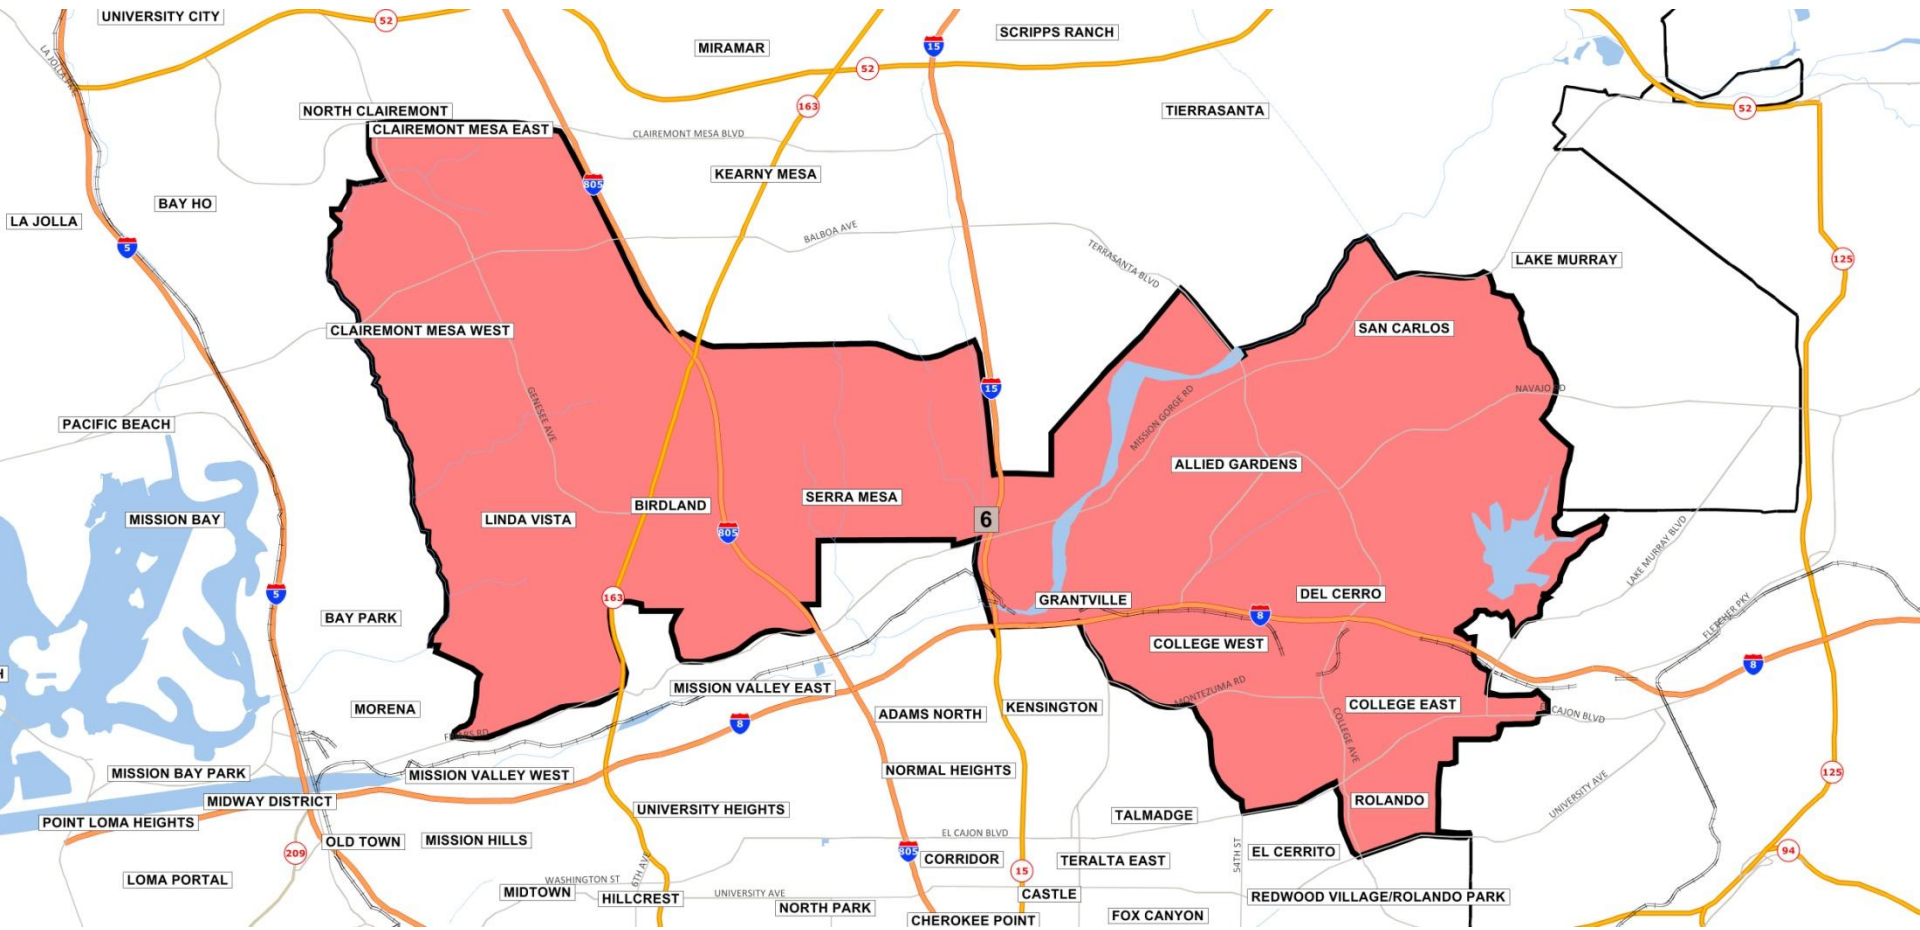 UNIVERSITY CITY
52
MIRAMAR
15
SCRIPPS RANCH
52
163
52
NORTH CLAIREMONT
CLAIREMONT MESA EAST
CLAIREMONT MESA BLVD
TIERRASANTA
KEARNY MESA
805
BAY HO
LA JOLLA
5
BALBOA AVE
TERRASANTA BLVD
LAKE MURRAY
125
CLAIREMONT MESA WEST
SAN CARLOS
15
NAVAJO RD
GENESEE AVE
MISSION GORGE RD
PACIFIC BEACH
ALLIED GARDENS
MISSION BAY
LINDA VISTA
BIRDLAND
SERRA MESA
6
805
LAKE MURRAY BLVD
5
163
GRANTVILLE
DEL CERRO
8
BAY PARK
COLLEGE WEST
FLETCHER PKY
8
MISSION VALLEY EAST
MONTEZUMA RD
MORENA
ADAMS NORTH
KENSINGTON
COLLEGE EAST
EL CAJON BLVD
8
COLLEGE AVE
MISSION BAY PARK
MISSION VALLEY WEST
NORMAL HEIGHTS
125
MIDWAY DISTRICT
UNIVERSITY HEIGHTS
ROLANDO
UNIVERSITY AVE
POINT LOMA HEIGHTS
TALMADGE
OLD TOWN
MISSION HILLS
EL CAJON BLVD
209
805
CORRIDOR
TERALTA EAST
54TH ST
EL CERRITO
94
LOMA PORTAL
WASHINGTON ST
6TH AVE
15
MIDTOWN
HILLCREST
UNIVERSITY AVE
NORTH PARK
CASTLE
REDWOOD VILLAGE/ROLANDO PARK
CHEROKEE POINT
FOX CANYON